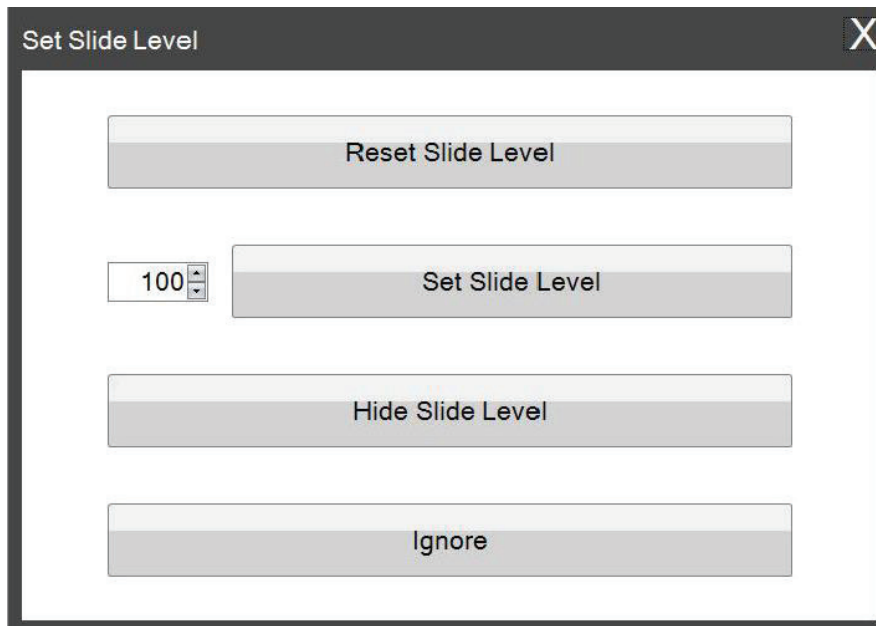 Set Slide Level X
Reset Slide Level
100 Set Slide Level
Hide Slide Level
Ignore